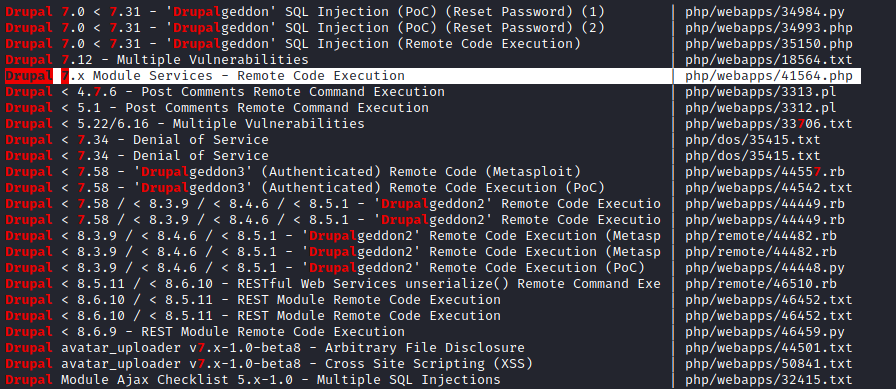 Drupal 7.0 < 7.31 - 'Drupalgeddon' SQL Injection (PoC) (Reset Password) (1) | php/webapps/34984.py
Drupal 7.0 < 7.31 - 'Drupalgeddon' SQL Injection (PoC) (Reset Password) (2) | php/webapps/34993.php
Drupal 7.0 < 7.31 - 'Drupalgeddon' SQL Injection (Remote Code Execution) | php/webapps/35150.php
Drupal 7.12 - Multiple Vulnerabilities | php/webapps/18564.txt
Drupal 7.x Module Services - Remote Code Execution | php/webapps/41564.php
Drupal < 4.7.6 - Post Comments Remote Command Execution | php/webapps/3313.pl
Drupal < 5.1 - Post Comments Remote Command Execution | php/webapps/3312.pl
Drupal < 5.22/6.16 - Multiple Vulnerabilities | php/webapps/33706.txt
Drupal < 7.34 - Denial of Service | php/dos/35415.txt
Drupal < 7.34 - Denial of Service | php/dos/35415.txt
Drupal < 7.58 - 'Drupalgeddon3' (Authenticated) Remote Code (Metasploit) | php/webapps/44557.rb
Drupal < 7.58 - 'Drupalgeddon3' (Authenticated) Remote Code Execution (PoC) | php/webapps/44542.txt
Drupal < 7.58 / < 8.3.9 / < 8.4.6 / < 8.5.1 - 'Drupalgeddon2' Remote Code Executio | php/webapps/44449.rb
Drupal < 7.58 / < 8.3.9 / < 8.4.6 / < 8.5.1 - 'Drupalgeddon2' Remote Code Executio | php/webapps/44449.rb
Drupal < 8.3.9 / < 8.4.6 / < 8.5.1 - 'Drupalgeddon2' Remote Code Execution (Metasp | php/remote/44482.rb
Drupal < 8.3.9 / < 8.4.6 / < 8.5.1 - 'Drupalgeddon2' Remote Code Execution (Metasp | php/remote/44482.rb
Drupal < 8.3.9 / < 8.4.6 / < 8.5.1 - 'Drupalgeddon2' Remote Code Execution (PoC) | php/webapps/44448.py
Drupal < 8.5.11 / < 8.6.10 - RESTful Web Services unserialize() Remote Command Exe | php/remote/46510.rb
Drupal < 8.6.10 / < 8.5.11 - REST Module Remote Code Execution | php/webapps/46452.txt
Drupal < 8.6.10 / < 8.5.11 - REST Module Remote Code Execution | php/webapps/46452.txt
Drupal < 8.6.9 - REST Module Remote Code Execution | php/webapps/46459.py
Drupal avatar_uploader v7.x-1.0-beta8 - Arbitrary File Disclosure | php/webapps/44501.txt
Drupal avatar_uploader v7.x-1.0-beta8 - Cross Site Scripting (XSS) | php/webapps/50841.txt
Drupal Module Ajax Checklist 5.x-1.0 - Multiple SQL Injections | php/webapps/32415.txt